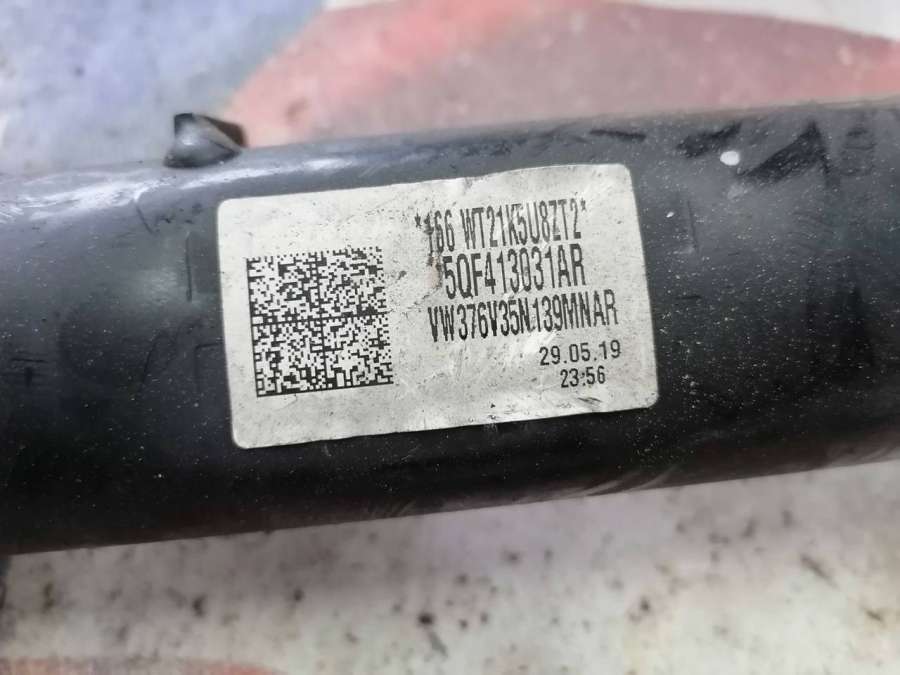 *166 WT21K5U8ZT2*
5QF413031AR
VW376V35N139MNAR
29.05.19
23:56